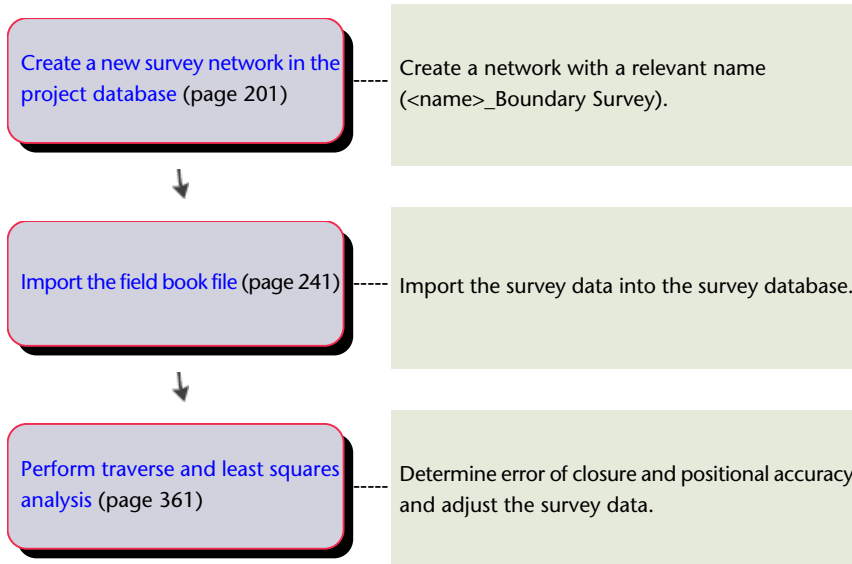 Create a new survey network in the
project database (page 201)
Create a network with a relevant name
(<name>_Boundary Survey).
Import the field book file (page 241)
Import the survey data into the survey database.
Perform traverse and least squares
analysis (page 361)
Determine error of closure and positional accuracy
and adjust the survey data.